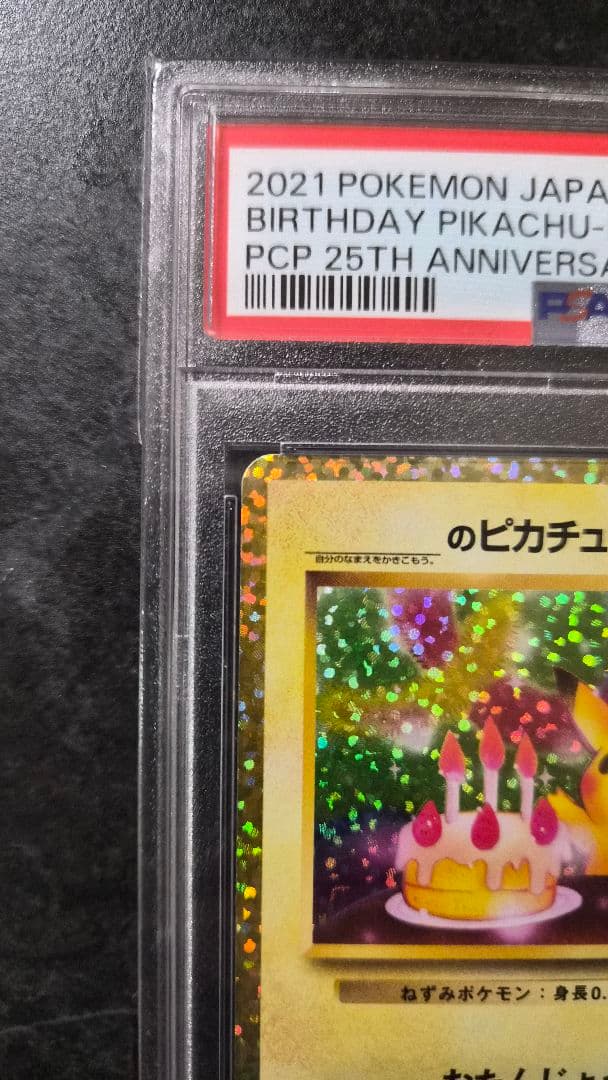 2021 POKEMON JAPA
BIRTHDAY PIKACHU-
PCP 25TH ANNIVERSA
PSA
のピカチュ
自分のなまえをかきこもう。
ねずみポケモン：身長0.